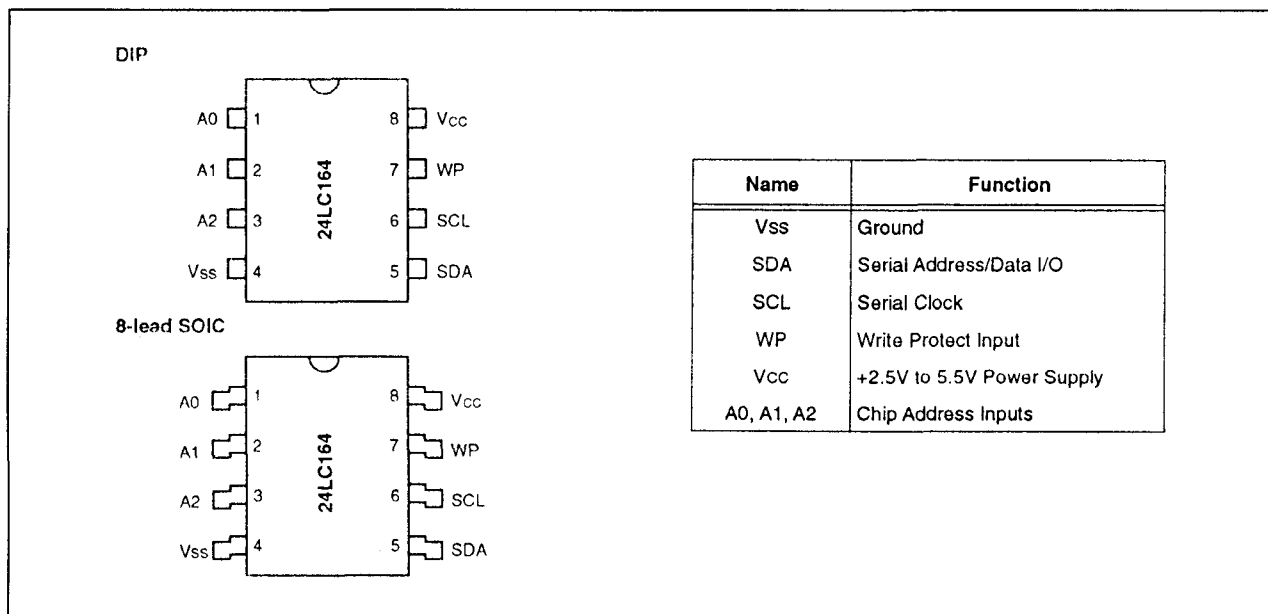 DIP
A0 1 8 Vcc
A1 2 7 WP
A2 3 6 SCL
Vss 4 5 SDA
24LC164
8-lead SOIC
A0 1 8 Vcc
A1 2 7 WP
A2 3 6 SCL
Vss 4 5 SDA
24LC164
Name Function
Vss Ground
SDA Serial Address/Data I/O
SCL Serial Clock
WP Write Protect Input
Vcc +2.5V to 5.5V Power Supply
A0, A1, A2 Chip Address Inputs